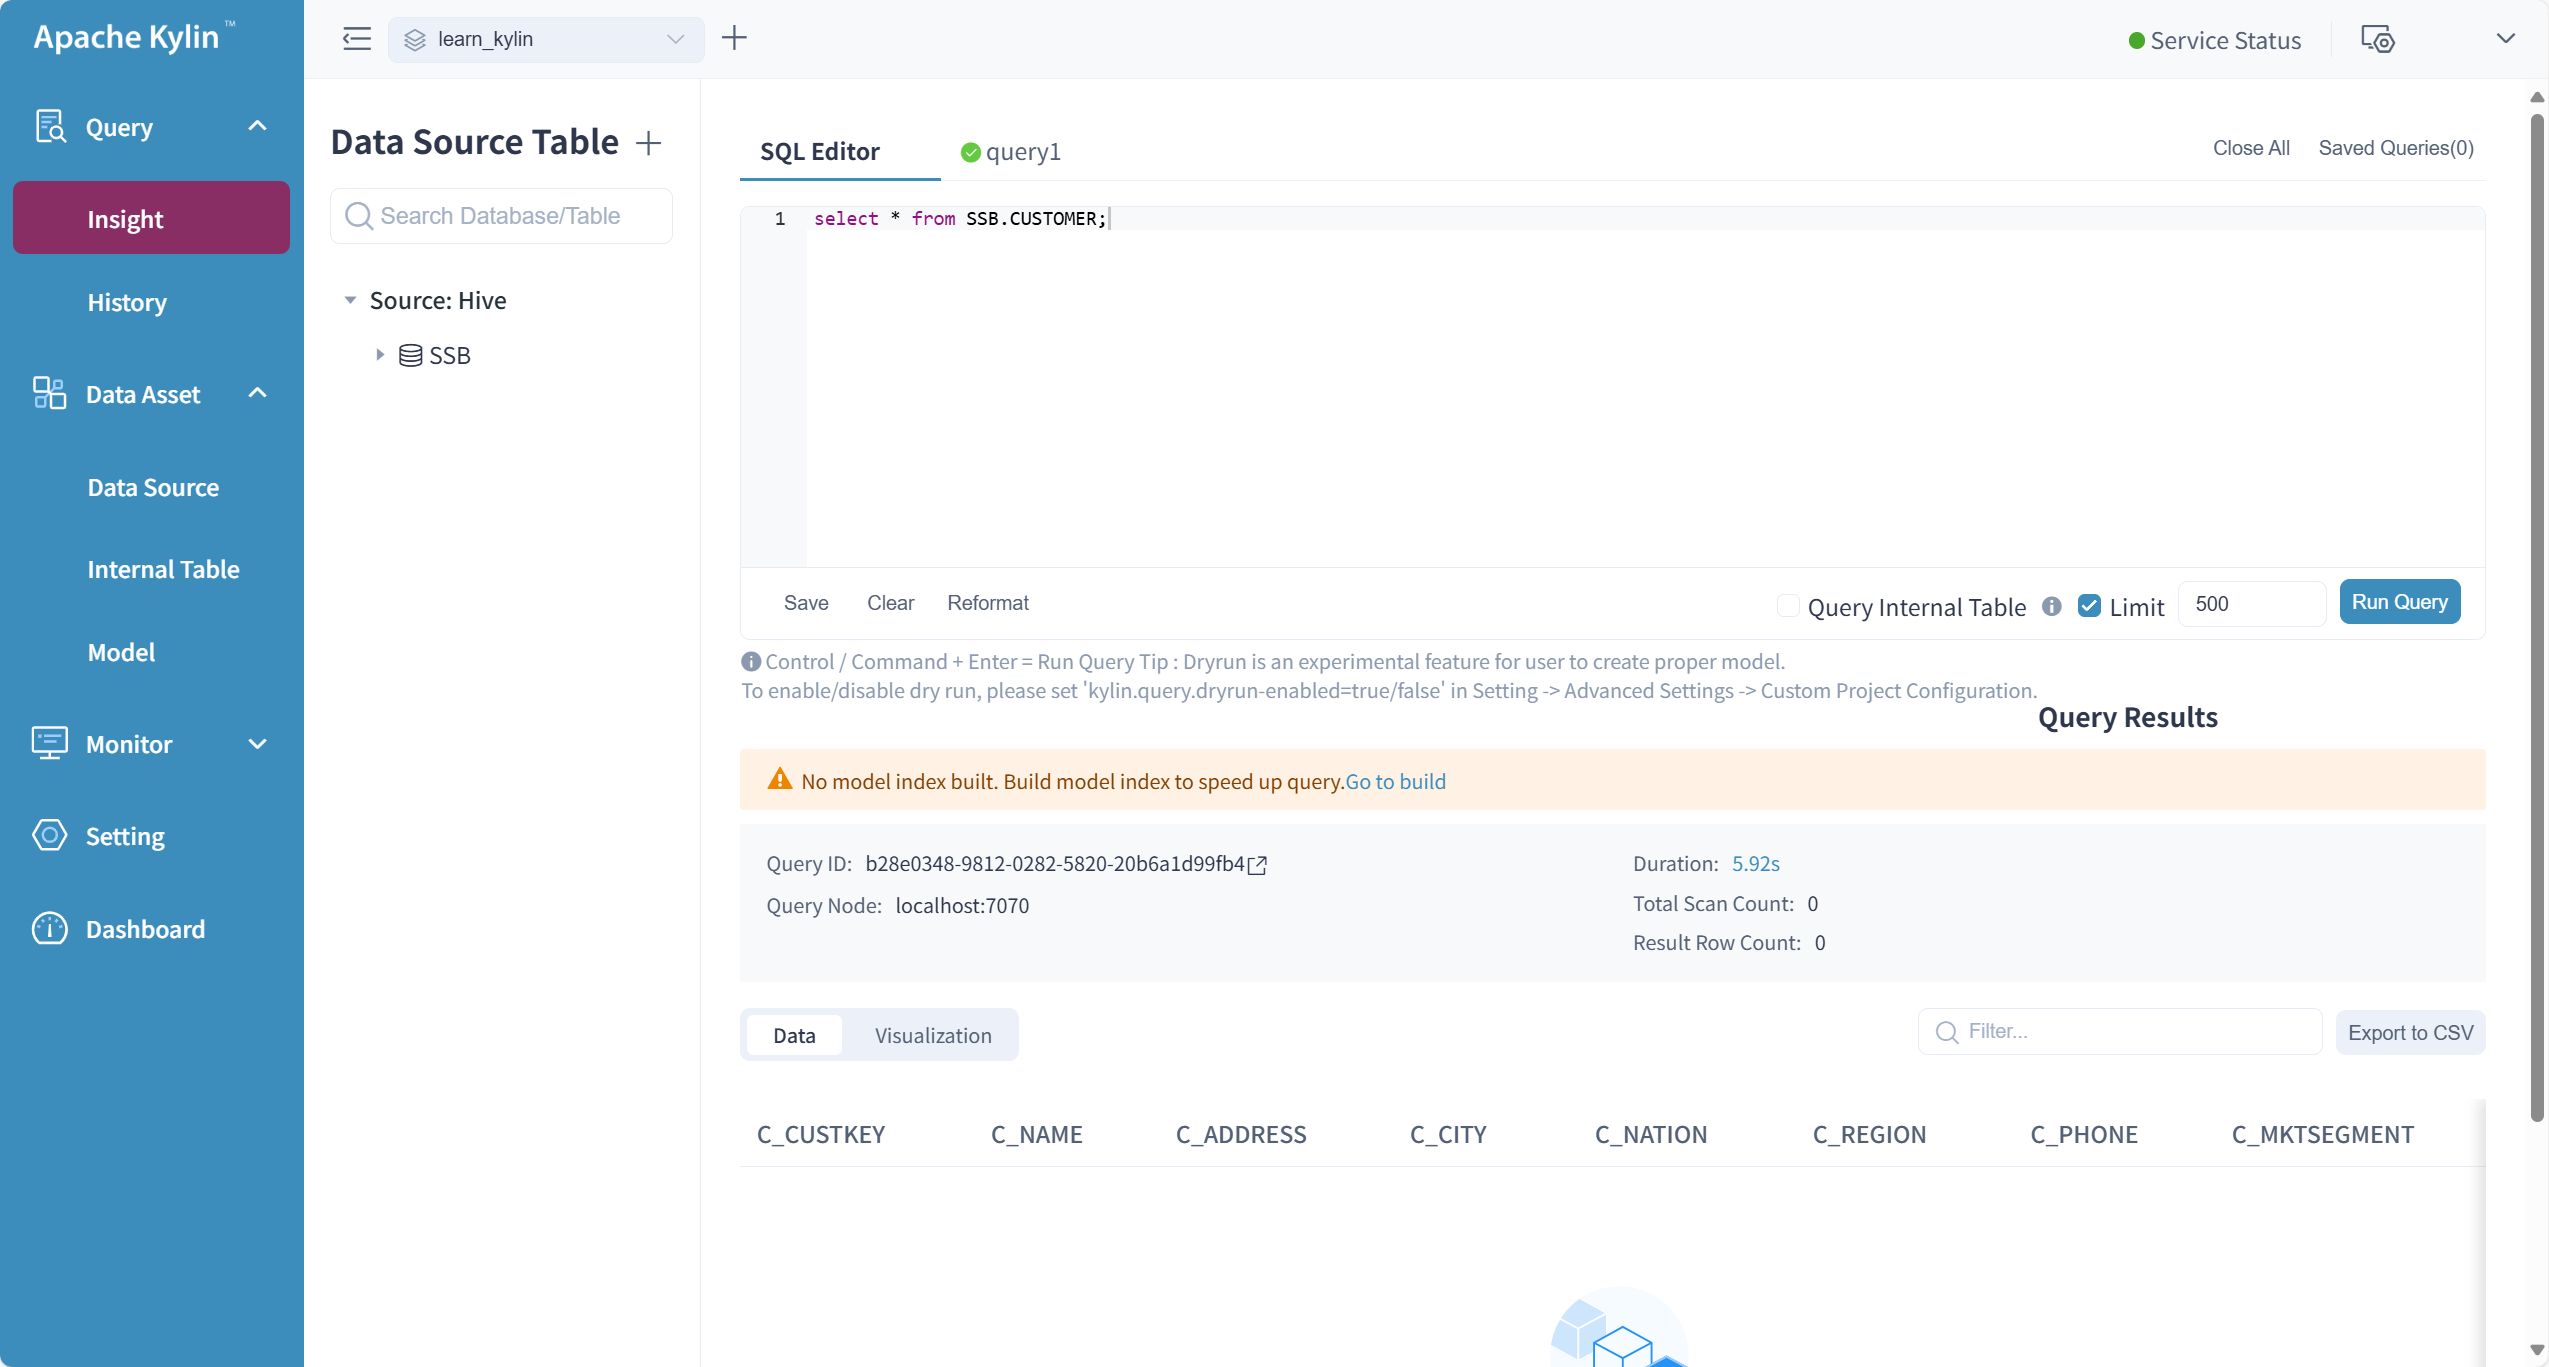 Apache Kylin ™
learn_kylin
Service Status
Query
Insight
History
Data Asset
Data Source
Internal Table
Model
Monitor
Setting
Dashboard
Data Source Table
Search Database/Table
Source: Hive
SSB
SQL Editor
query1
Close All
Saved Queries(0)
1 select * from SSB.CUSTOMER;
Save
Clear
Reformat
Query Internal Table
Limit
500
Run Query
Control / Command + Enter = Run Query Tip : Dryrun is an experimental feature for user to create proper model.
To enable/disable dry run, please set 'kylin.query.dryrun-enabled=true/false' in Setting -> Advanced Settings -> Custom Project Configuration.
Query Results
No model index built. Build model index to speed up query.Go to build
Query ID: b28e0348-9812-0282-5820-20b6a1d99fb4
Query Node: localhost:7070
Duration: 5.92s
Total Scan Count: 0
Result Row Count: 0
Data
Visualization
Filter...
Export to CSV
C_CUSTKEY C_NAME C_ADDRESS C_CITY C_NATION C_REGION C_PHONE C_MKTSEGMENT